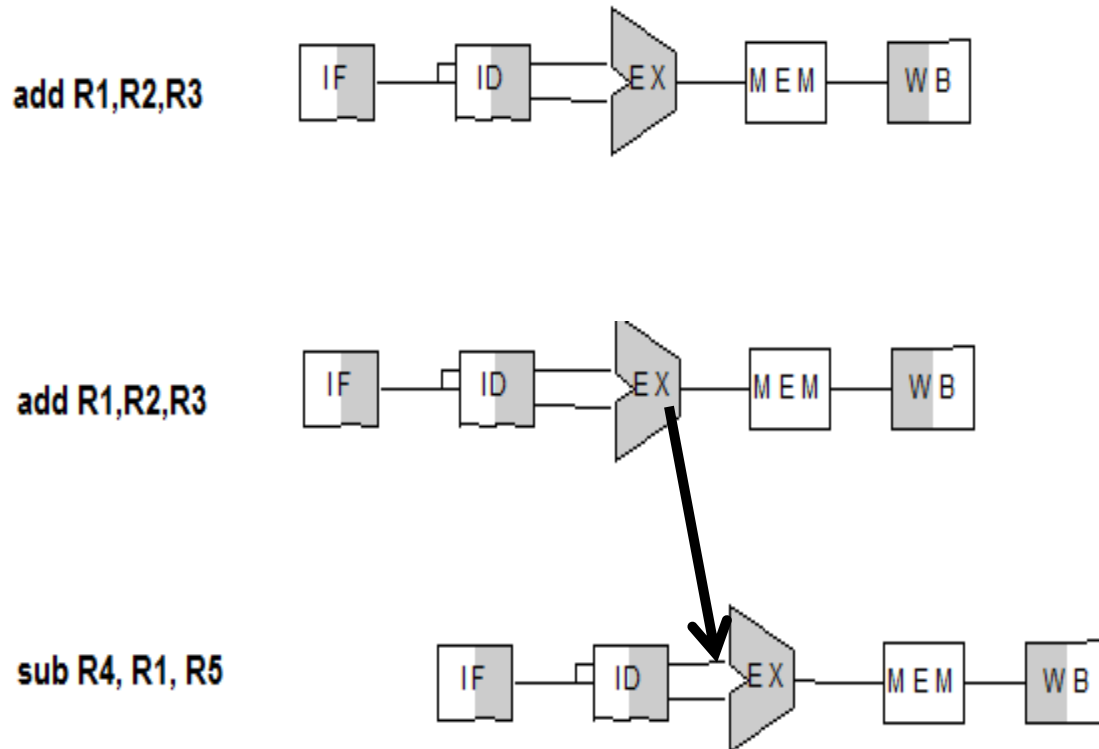 add R1,R2,R3 IF ID EX MEM WB
add R1,R2,R3 IF ID EX MEM WB
sub R4, R1, R5 IF ID EX MEM WB